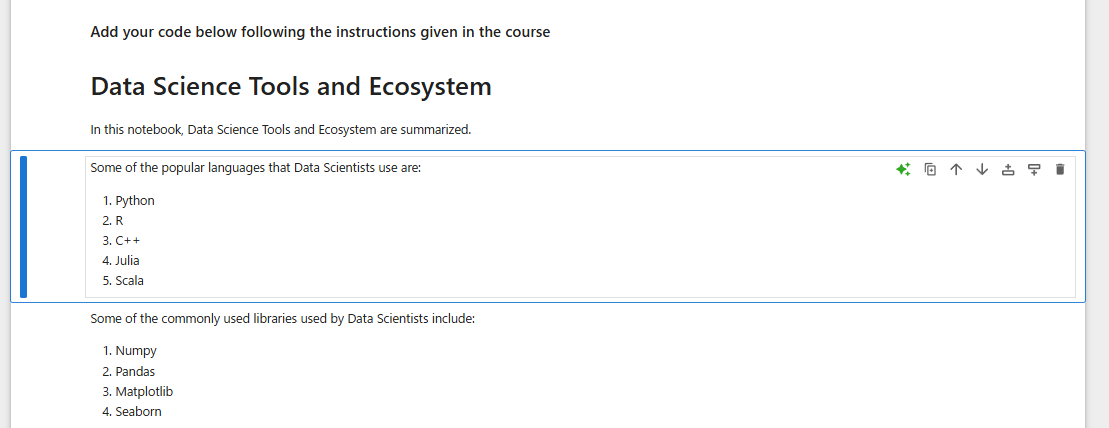 Add your code below following the instructions given in the course
Data Science Tools and Ecosystem
In this notebook, Data Science Tools and Ecosystem are summarized.
Some of the popular languages that Data Scientists use are:
1. Python
2. R
3. C++
4. Julia
5. Scala
Some of the commonly used libraries used by Data Scientists include:
1. Numpy
2. Pandas
3. Matplotlib
4. Seaborn